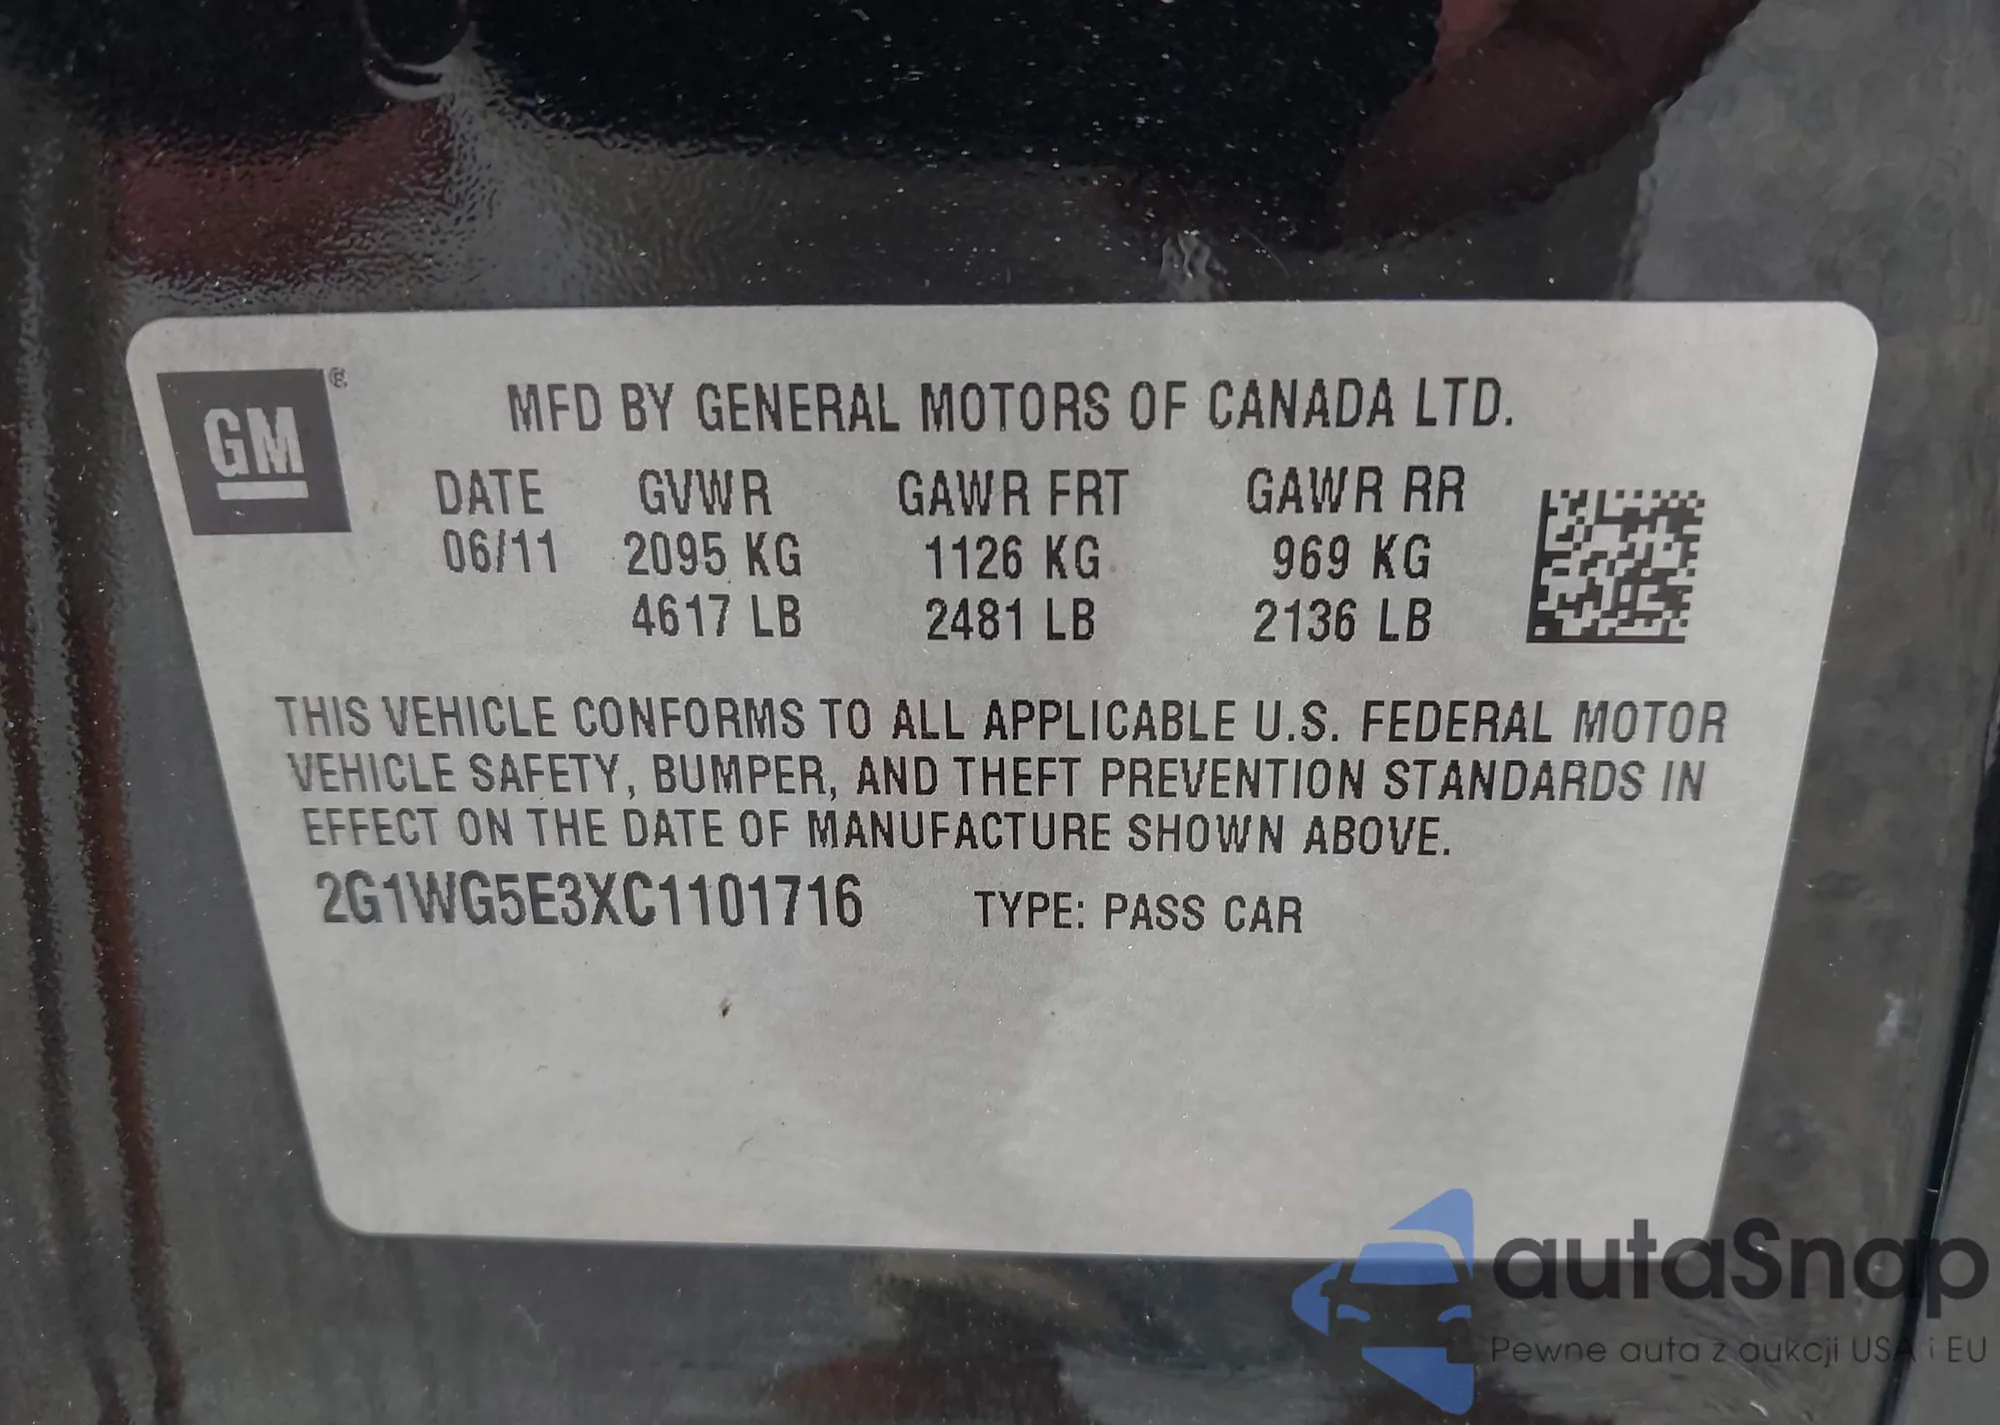 GM ®
MFD BY GENERAL MOTORS OF CANADA LTD.
DATE GVWR GAWR FRT GAWR RR
06/11 2095 KG 1126 KG 969 KG
4617 LB 2481 LB 2136 LB
THIS VEHICLE CONFORMS TO ALL APPLICABLE U.S. FEDERAL MOTOR
VEHICLE SAFETY, BUMPER, AND THEFT PREVENTION STANDARDS IN
EFFECT ON THE DATE OF MANUFACTURE SHOWN ABOVE.
2G1WG5E3XC1101716 TYPE: PASS CAR
autaSnap
Pewne auta z aukcji USA i EU